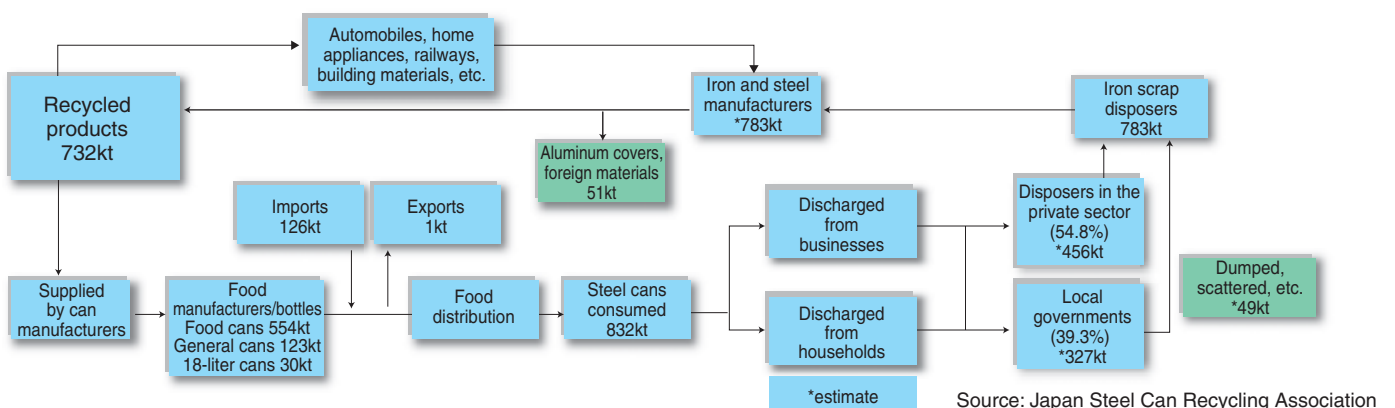 Automobiles, home
appliances, railways,
building materials, etc.
Recycled
products
732kt
Iron and steel
manufacturers
*783kt
Iron scrap
disposers
783kt
Aluminum covers,
foreign materials
51kt
Imports
126kt
Exports
1kt
Discharged
from
businesses
Disposers in the
private sector
(54.8%)
*456kt
Supplied
by can
manufacturers
Food
manufacturers/bottles
Food cans 554kt
General cans 123kt
18-liter cans 30kt
Food
distribution
Steel cans
consumed
832kt
Discharged
from
households
Local
governments
(39.3%)
*327kt
Dumped,
scattered, etc.
*49kt
*estimate
Source: Japan Steel Can Recycling Association